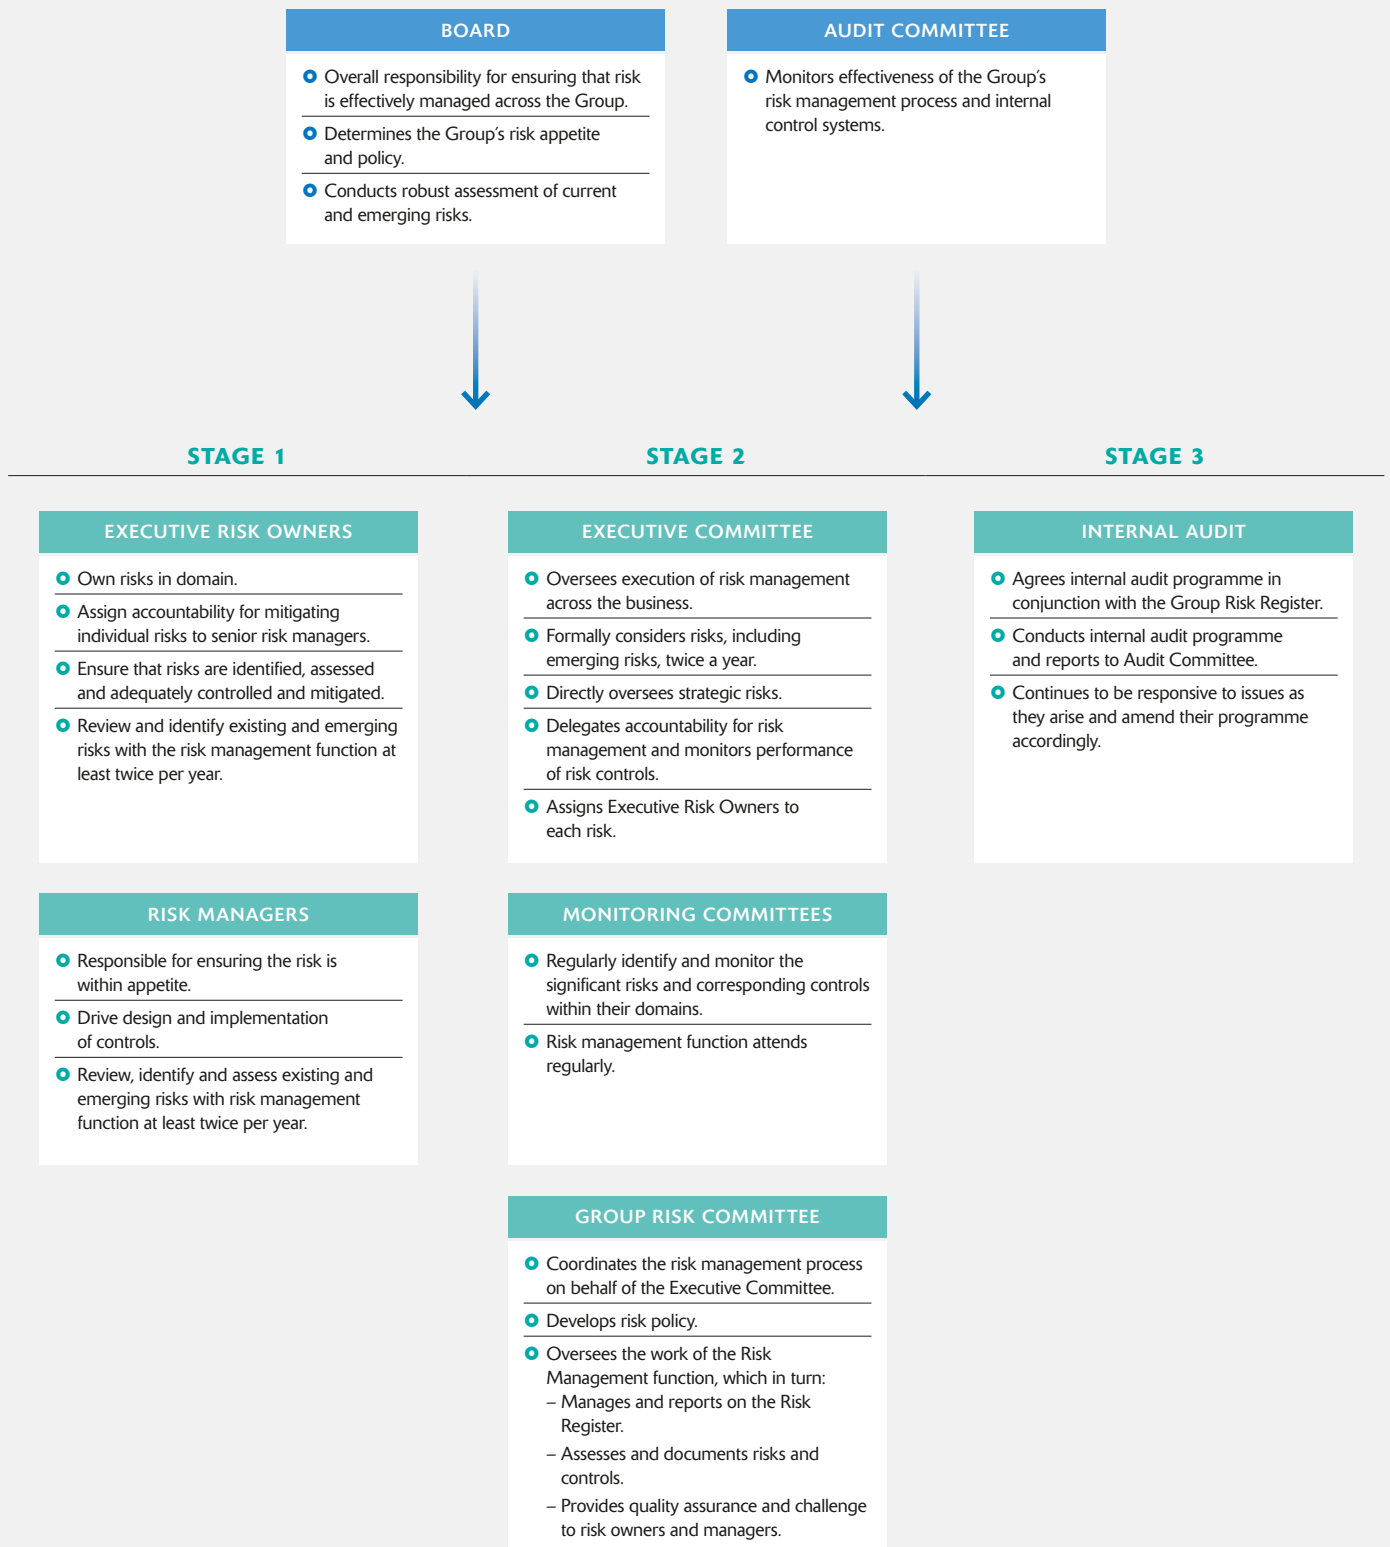 BOARD
Overall responsibility for ensuring that risk
is effectively managed across the Group.
Determines the Group's risk appetite
and policy.
Conducts robust assessment of current
and emerging risks.
AUDIT COMMITTEE
Monitors effectiveness of the Group's
risk management process and internal
control systems.
STAGE 1
STAGE 2
STAGE 3
EXECUTIVE RISK OWNERS
Own risks in domain.
Assign accountability for mitigating
individual risks to senior risk managers.
Ensure that risks are identified, assessed
and adequately controlled and mitigated.
Review and identify existing and emerging
risks with the risk management function at
least twice per year.
RISK MANAGERS
Responsible for ensuring the risk is
within appetite.
Drive design and implementation
of controls.
Review, identify and assess existing and
emerging risks with risk management
function at least twice per year.
EXECUTIVE COMMITTEE
Oversees execution of risk management
across the business.
Formally considers risks, including
emerging risks, twice a year.
Directly oversees strategic risks.
Delegates accountability for risk
management and monitors performance
of risk controls.
Assigns Executive Risk Owners to
each risk.
MONITORING COMMITTEES
Regularly identify and monitor the
significant risks and corresponding controls
within their domains.
Risk management function attends
regularly.
GROUP RISK COMMITTEE
Coordinates the risk management process
on behalf of the Executive Committee.
Develops risk policy.
Oversees the work of the Risk
Management function, which in turn:
– Manages and reports on the Risk
Register.
– Assesses and documents risks and
controls.
– Provides quality assurance and challenge
to risk owners and managers.
INTERNAL AUDIT
Agrees internal audit programme in
conjunction with the Group Risk Register.
Conducts internal audit programme
and reports to Audit Committee.
Continues to be responsive to issues as
they arise and amend their programme
accordingly.